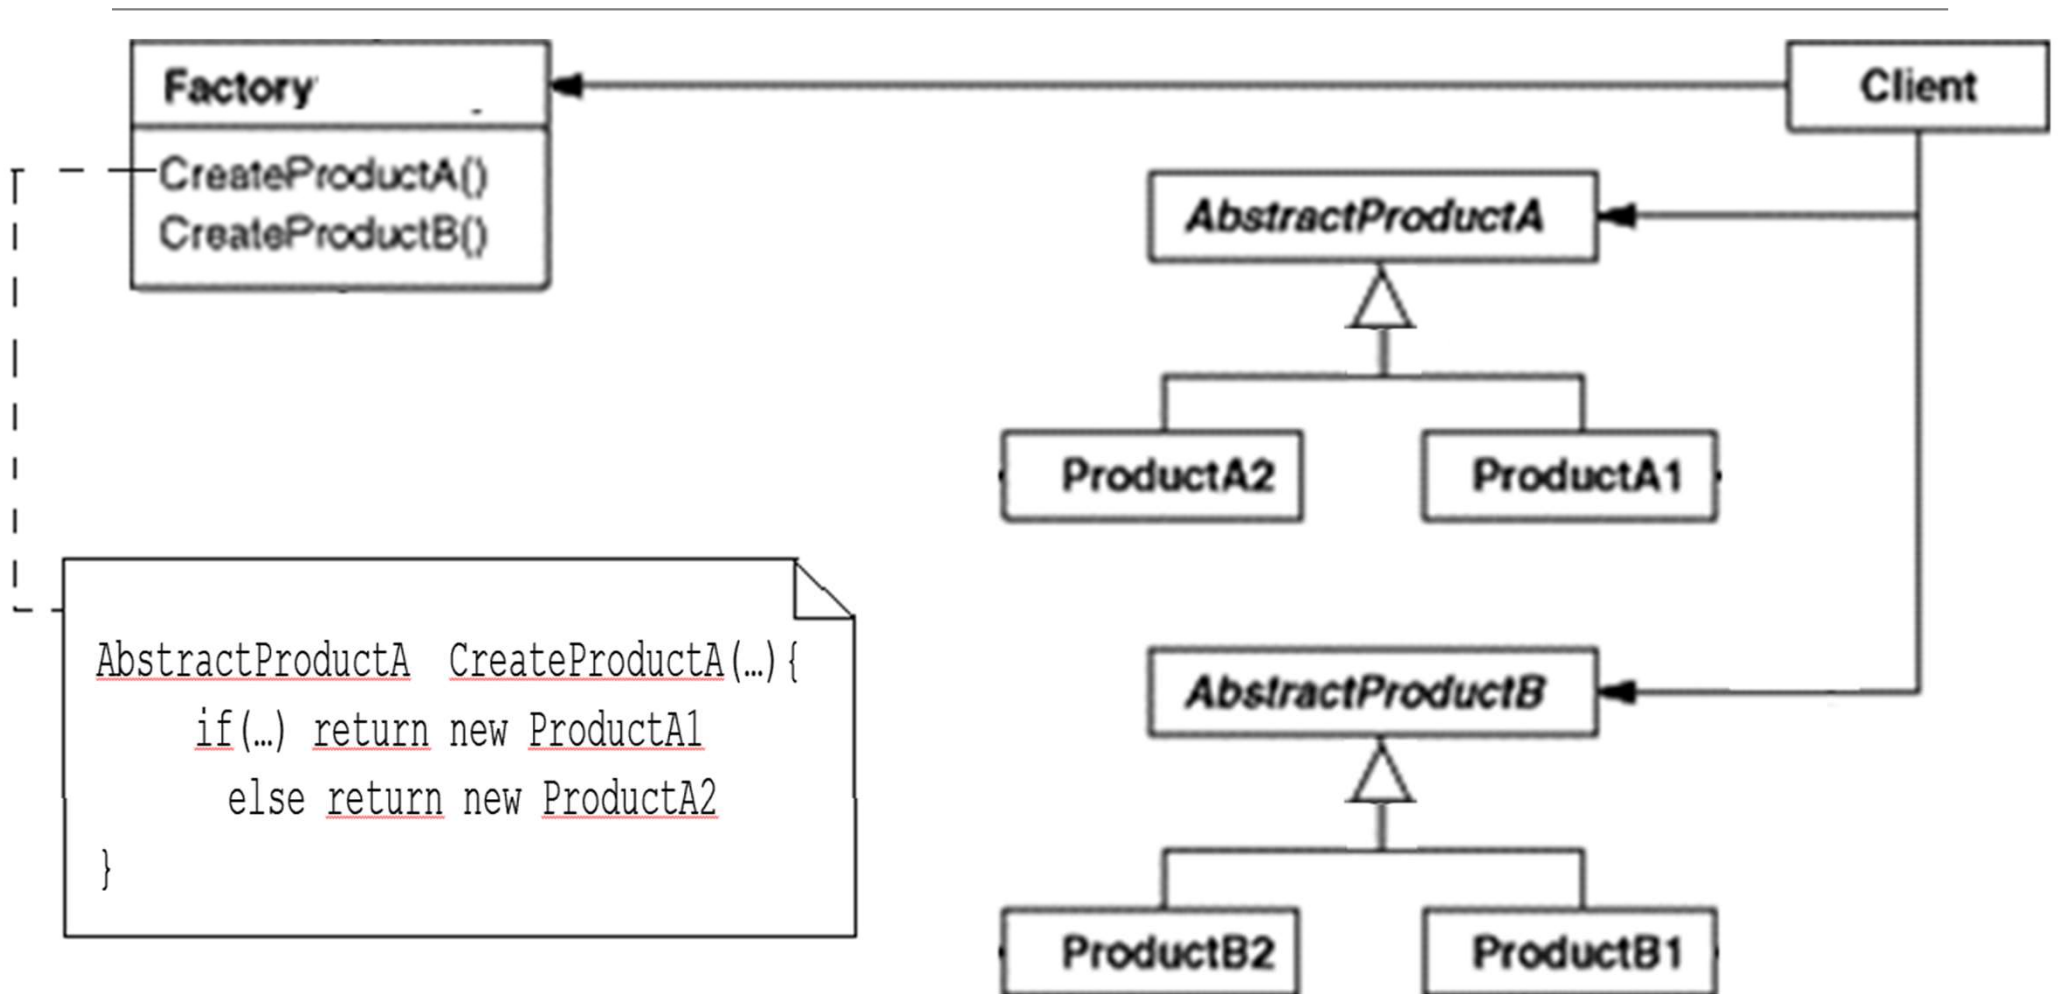 Factory
Client
CreateProductA()
CreateProductB()
AbstractProductA
ProductA2
ProductA1
AbstractProductA CreateProductA(…){
if(…) return new ProductA1
else return new ProductA2
}
AbstractProductB
ProductB2
ProductB1